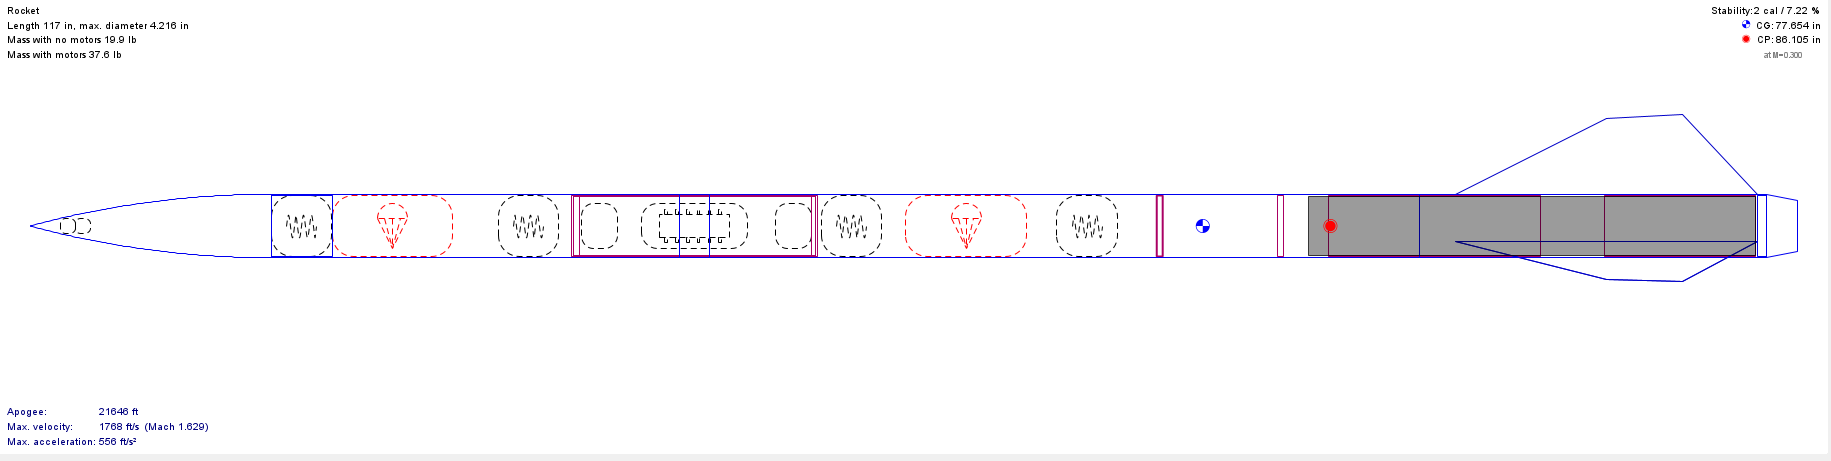 Rocket
Length 117 in, max. diameter 4.216 in
Mass with no motors 19.9 lb
Mass with motors 37.6 lb
Stability:2 cal / 7.22 %
CG:77.654 in
CP:86.105 in
at M=0.300
Apogee: 21646 ft
Max. velocity: 1768 ft/s (Mach 1.629)
Max. acceleration: 556 ft/s²